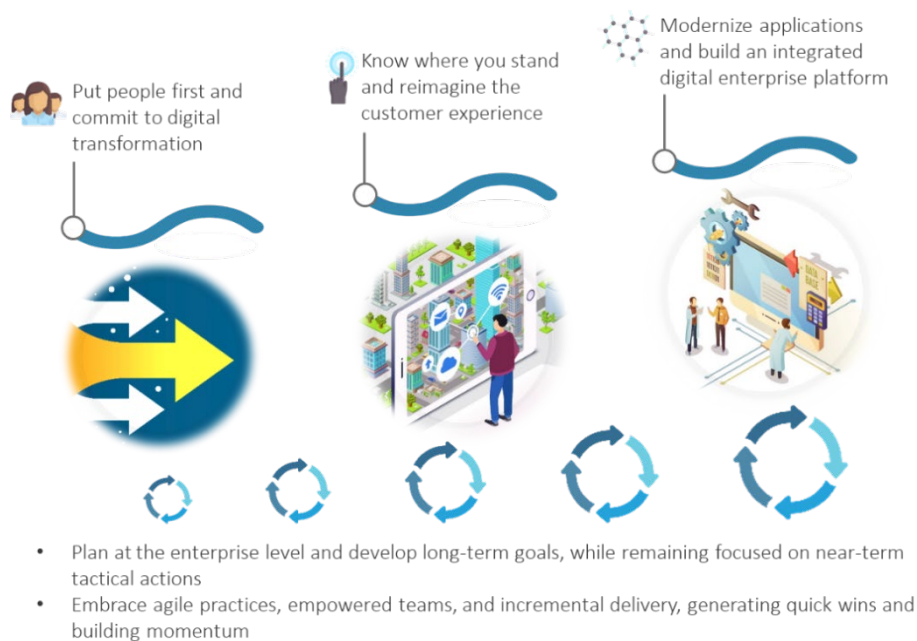 Put people first and
commit to digital
transformation
Know where you stand
and reimagine the
customer experience
Modernize applications
and build an integrated
digital enterprise platform
DATA
BASE
• Plan at the enterprise level and develop long-term goals, while remaining focused on near-term
tactical actions
• Embrace agile practices, empowered teams, and incremental delivery, generating quick wins and
building momentum